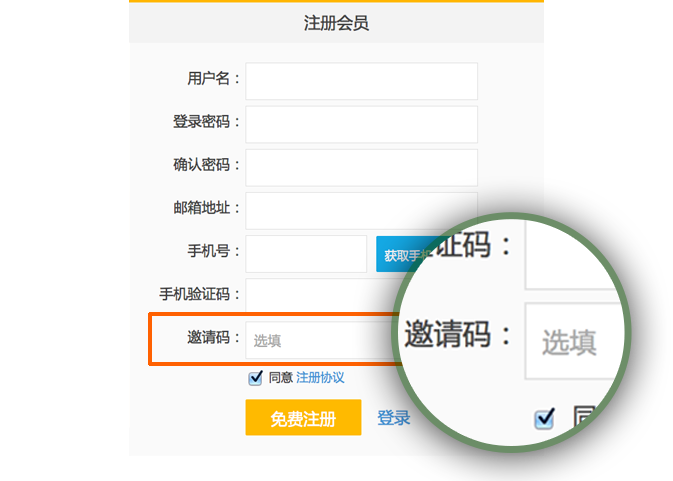 注册会员
用户名：
登录密码：
确认密码：
邮箱地址：
手机号： 获取手
手机验证码：
邀请码： 选填
同意 注册协议
免费注册 登录
证码：
邀请码： 选填
同